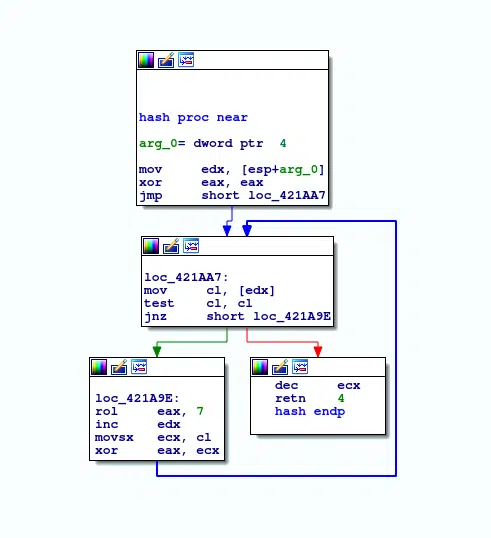 hash proc near
arg_0= dword ptr  4
mov     edx, [esp+arg_0]
xor     eax, eax
jmp     short loc_421AA7
loc_421AA7:
mov     cl, [edx]
test    cl, cl
jnz     short loc_421A9E
loc_421A9E:
rol     eax, 7
inc     edx
movsx   ecx, cl
xor     eax, ecx
dec     ecx
retn    4
hash endp